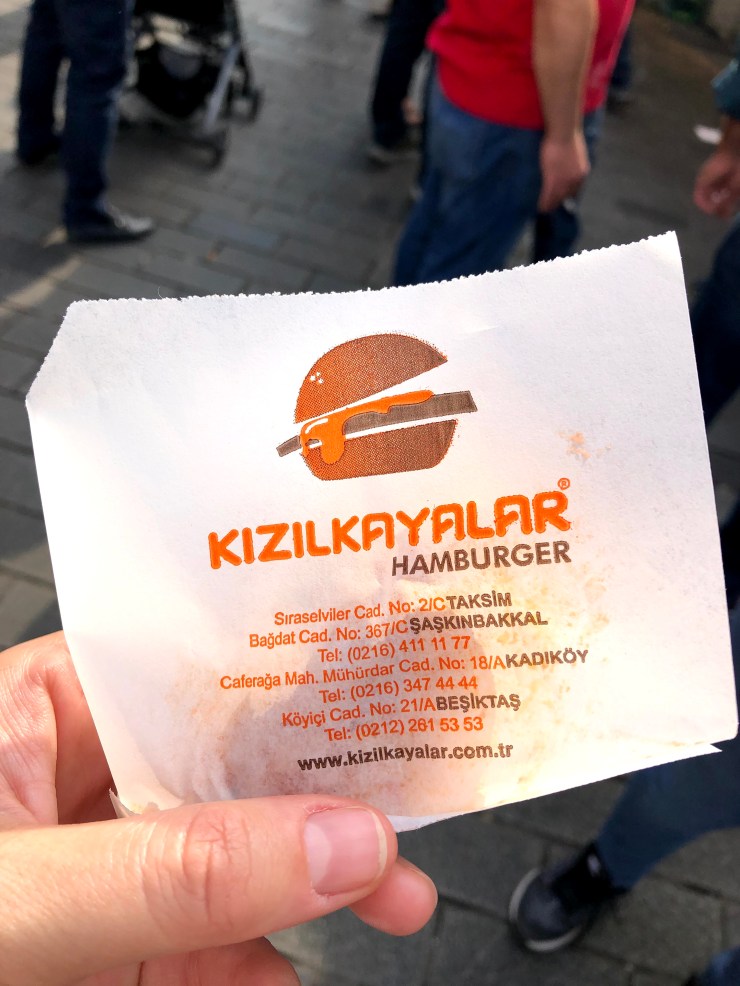 KIZILKAYALAR®
HAMBURGER
Sıraselviler Cad. No: 2/C TAKSİM
Bağdat Cad. No: 367/C ŞAŞKINBAKKAL
Tel: (0216) 411 11 77
Caferağa Mah. Mühürdar Cad. No: 18/A KADIKÖY
Tel: (0216) 347 44 44
Köyiçi Cad. No: 21/A BEŞİKTAŞ
Tel: (0212) 261 53 53
www.kizilkayalar.com.tr